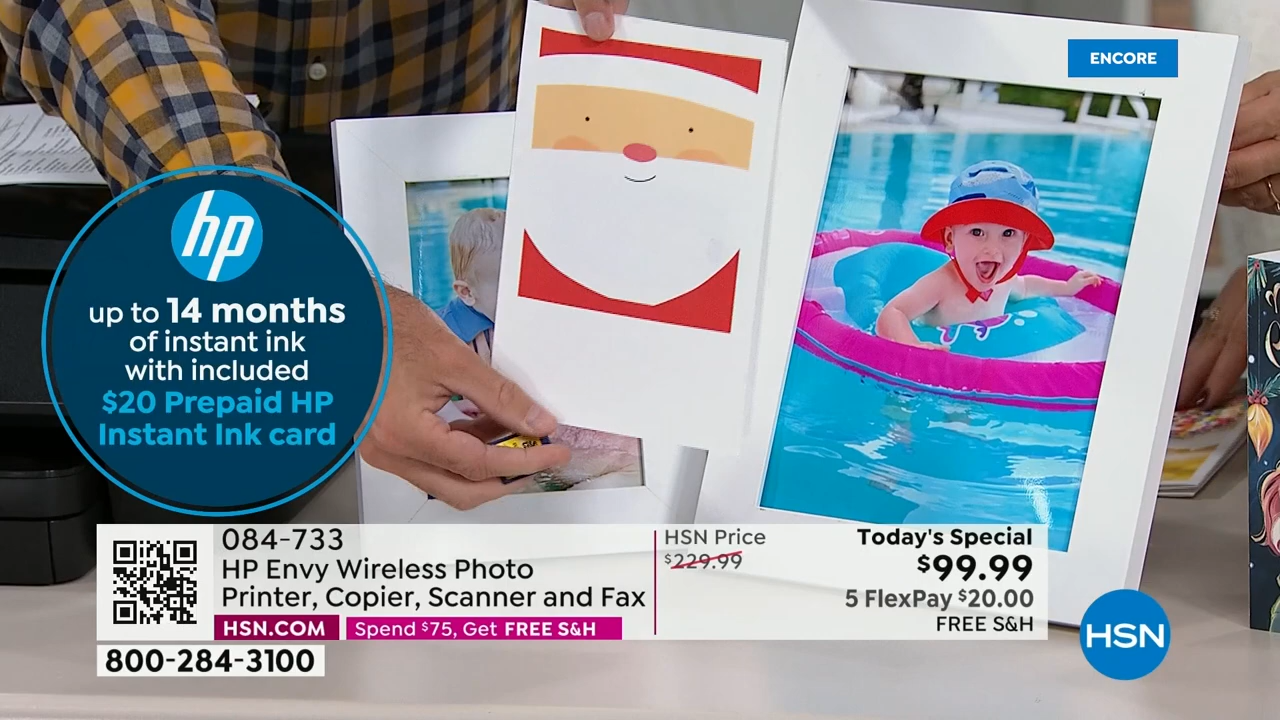 ENCORE
hp
up to 14 months
of instant ink
with included
$20 Prepaid HP
Instant Ink card
084-733
HP Envy Wireless Photo
Printer, Copier, Scanner and Fax
HSN.COM
Spend $75, Get FREE S&H
800-284-3100
HSN Price
$229.99
Today's Special
$99.99
5 FlexPay $20.00
FREE S&H
HSN